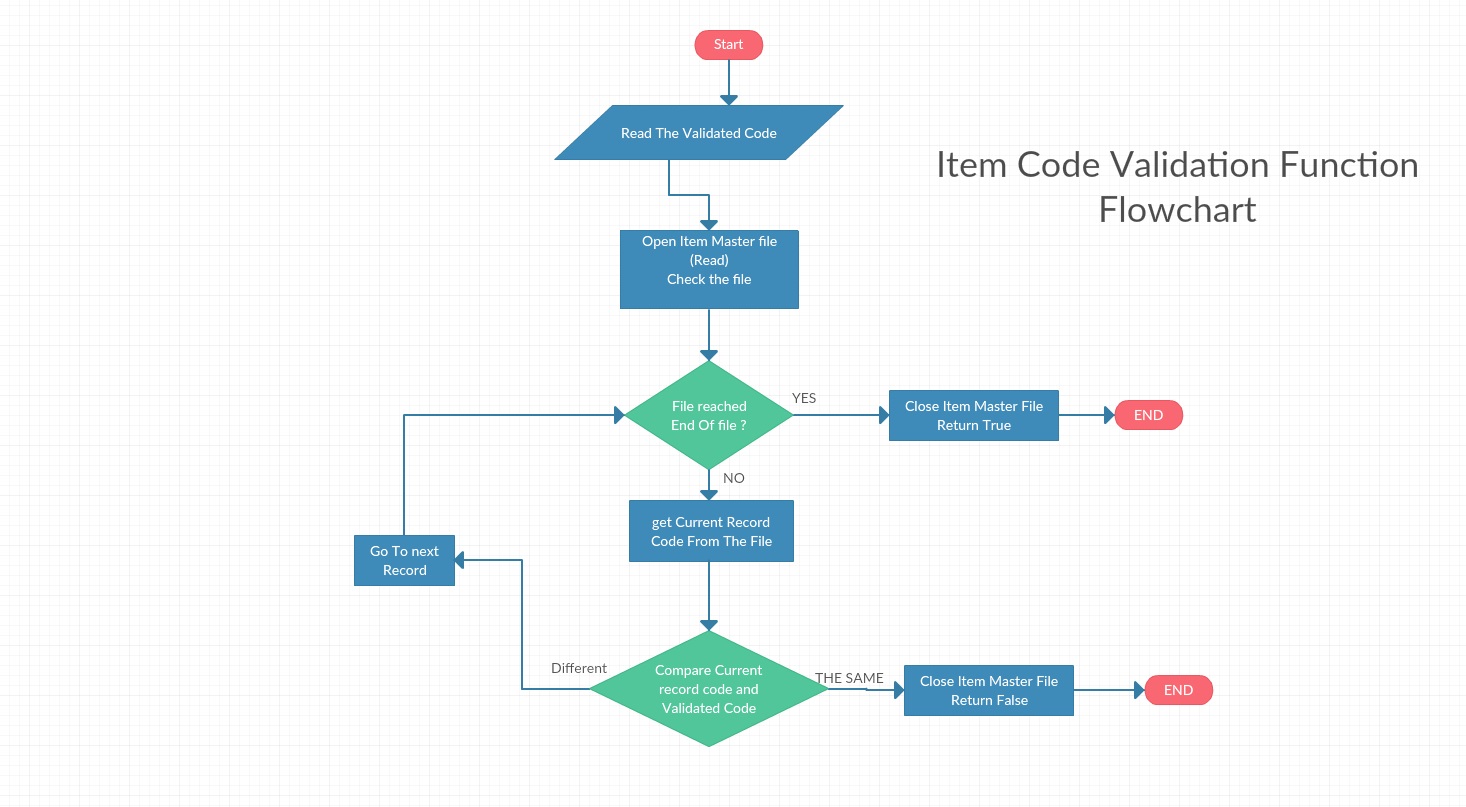 Start
Read The Validated Code
Item Code Validation Function
Flowchart
Open Item Master file
(Read)
Check the file
File reached
End Of file ?
YES
Close Item Master File
Return True
END
NO
get Current Record
Code From The File
Go To next
Record
Different
Compare Current
record code and
Validated Code
THE SAME
Close Item Master File
Return False
END